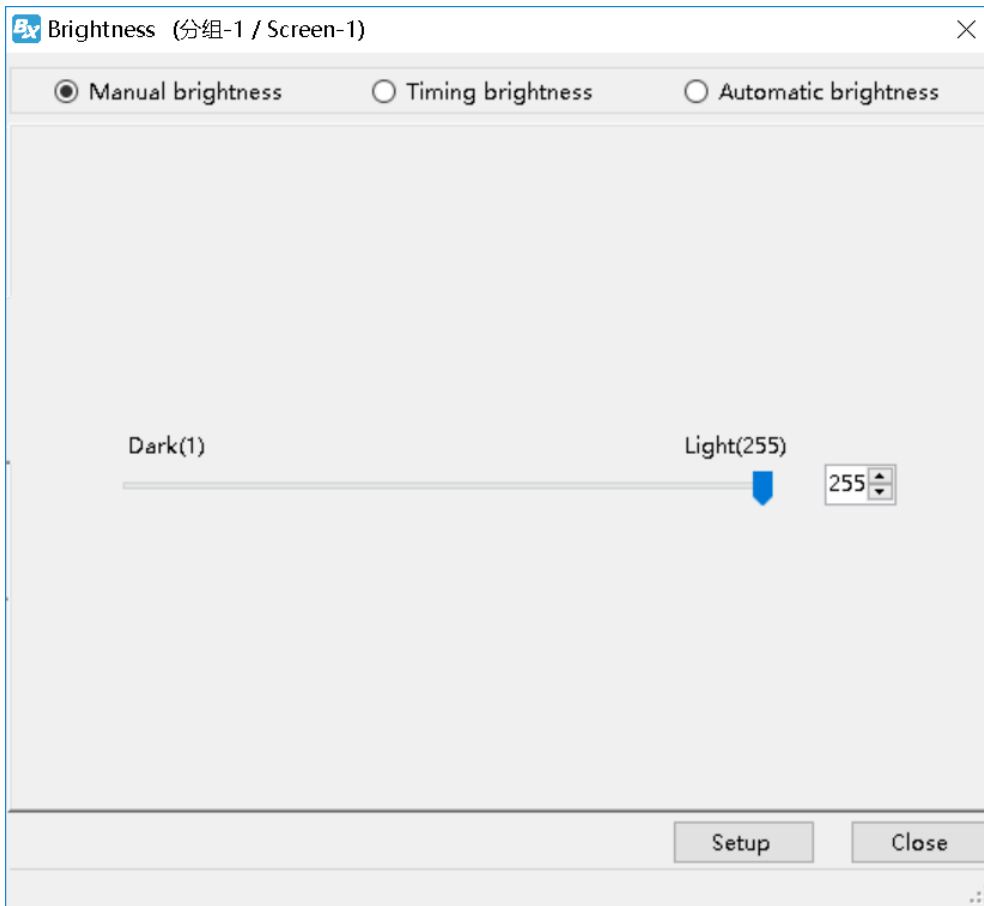 BX Brightness (分组-1 / Screen-1)
Manual brightness Timing brightness Automatic brightness
Dark(1) Light(255)
255
Setup Close